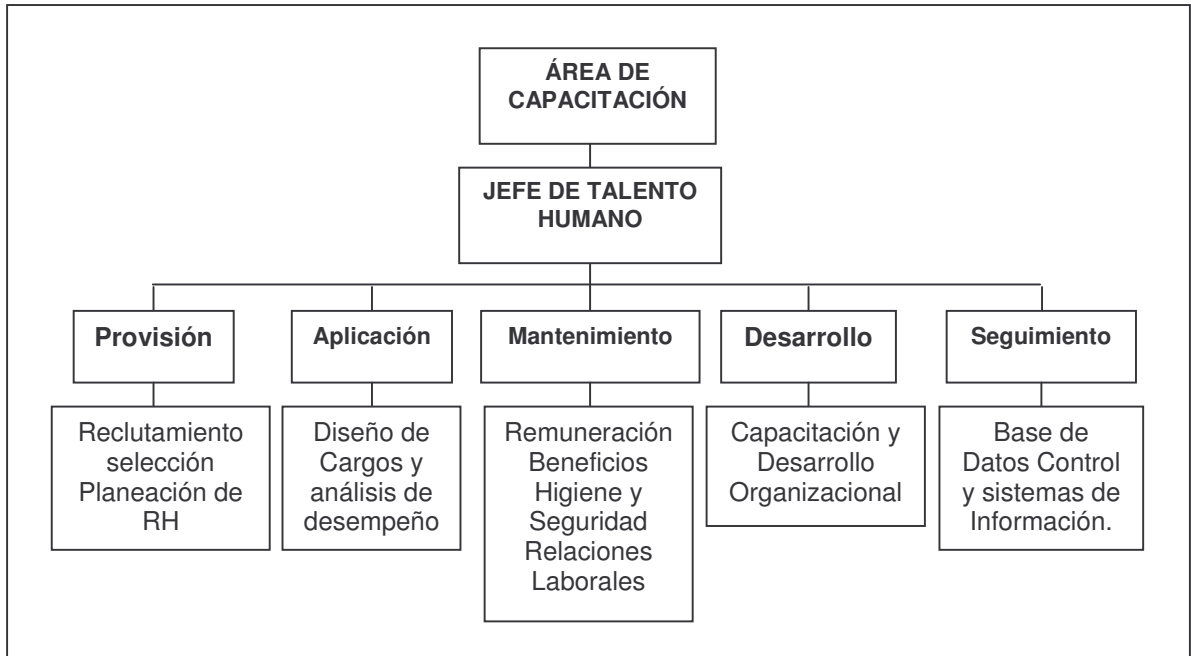 ÁREA DE
CAPACITACIÓN
JEFE DE TALENTO
HUMANO
Provisión
Aplicación
Mantenimiento
Desarrollo
Seguimiento
Reclutamiento
selección
Planeación de
RH
Diseño de
Cargos y
análisis de
desempeño
Remuneración
Beneficios
Higiene y
Seguridad
Relaciones
Laborales
Capacitación y
Desarrollo
Organizacional
Base de
Datos Control
y sistemas de
Información.